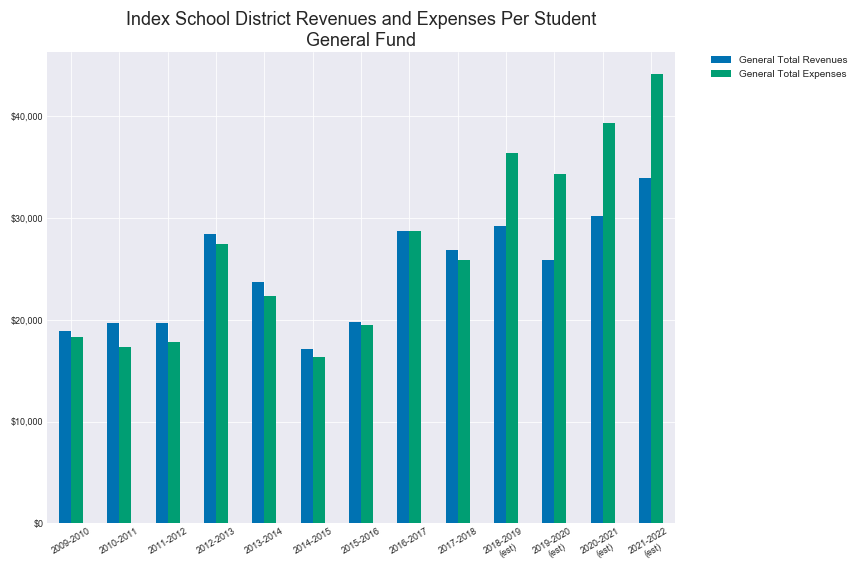 Index School District Revenues and Expenses Per Student
General Fund
General Total Revenues
General Total Expenses
$40,000
$30,000
$20,000
$10,000
$0
2009-2010
2010-2011
2011-2012
2012-2013
2013-2014
2014-2015
2015-2016
2016-2017
2017-2018
2018-2019
(est)
2019-2020
(est)
2020-2021
(est)
2021-2022
(est)